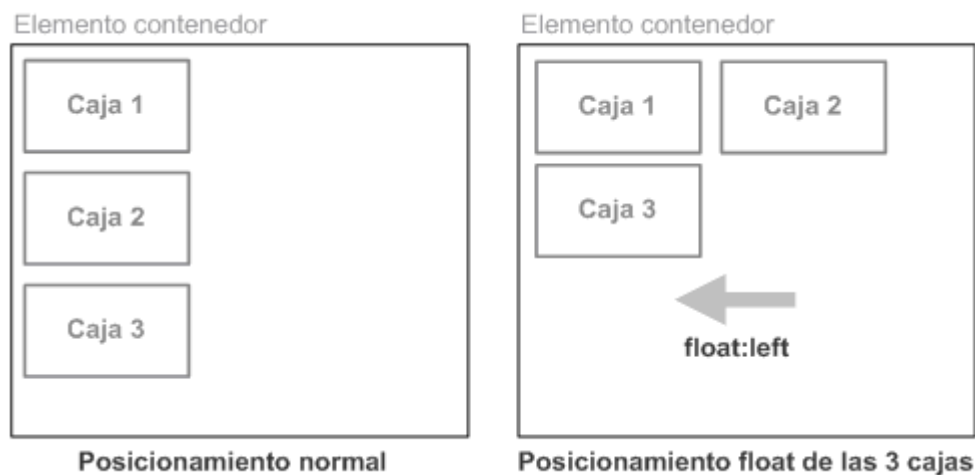 Elemento contenedor
Caja 1
Caja 2
Caja 3
Posicionamiento normal
Elemento contenedor
Caja 1
Caja 2
Caja 3
float:left
Posicionamiento float de las 3 cajas